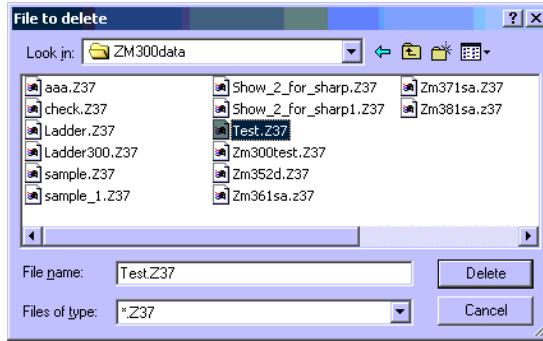 File to delete
Look in: ZM300data
aaa.Z37 Show_2_for_sharp.Z37 Zm371sa.z37
check.Z37 Show_2_for_sharp1.Z37 Zm381sa.z37
Ladder.Z37 Test.Z37
Ladder300.Z37 Zm300test.Z37
sample.Z37 Zm352d.Z37
sample_1.Z37 Zm361sa.z37
File name: Test.Z37 Delete
Files of type: *.Z37 Cancel